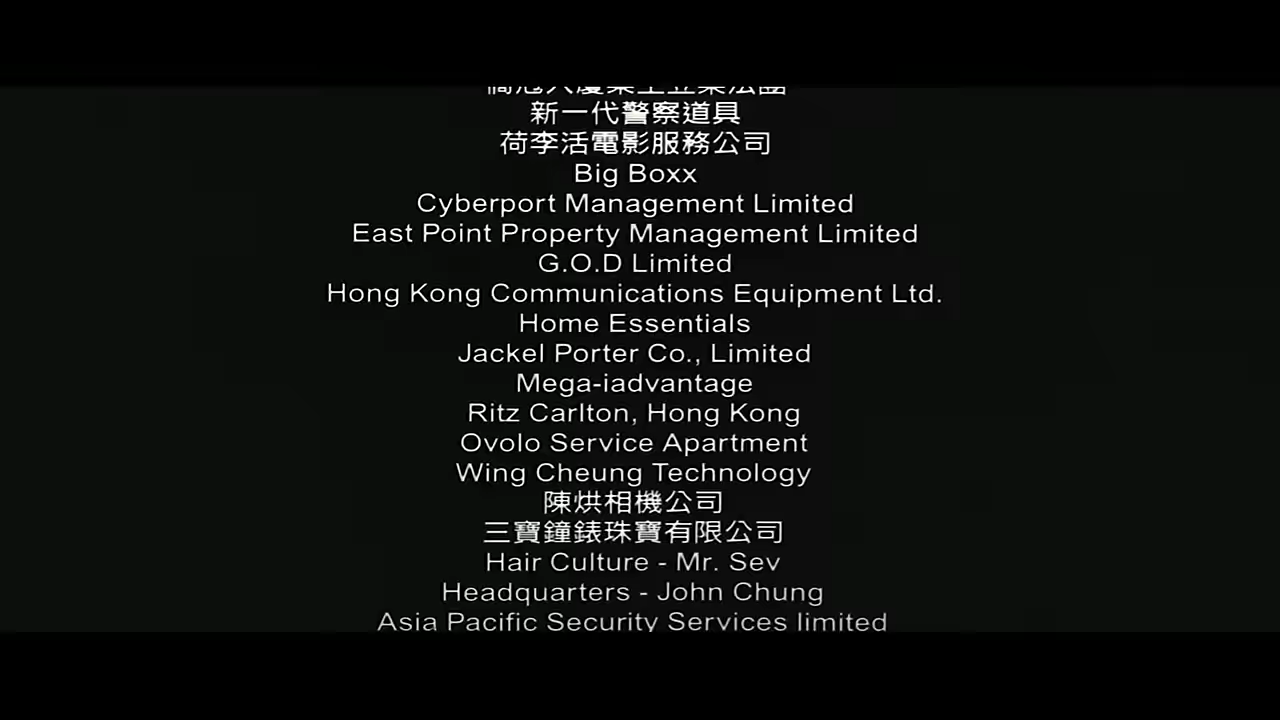 新一代警察道具
荷李活電影服務公司
Big Boxx
Cyberport Management Limited
East Point Property Management Limited
G.O.D Limited
Hong Kong Communications Equipment Ltd.
Home Essentials
Jackel Porter Co., Limited
Mega-iadvantage
Ritz Carlton, Hong Kong
Ovolo Service Apartment
Wing Cheung Technology
陳烘相機公司
三寶鐘錶珠寶有限公司
Hair Culture - Mr. Sev
Headquarters - John Chung
Asia Pacific Security Services limited